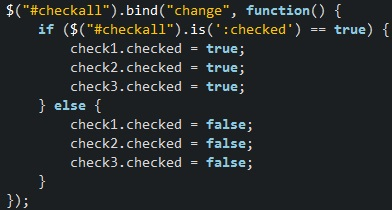 $("#checkall").bind("change", function() {
    if ($("#checkall").is(':checked') == true) {
        check1.checked = true;
        check2.checked = true;
        check3.checked = true;
    } else {
        check1.checked = false;
        check2.checked = false;
        check3.checked = false;
    }
});